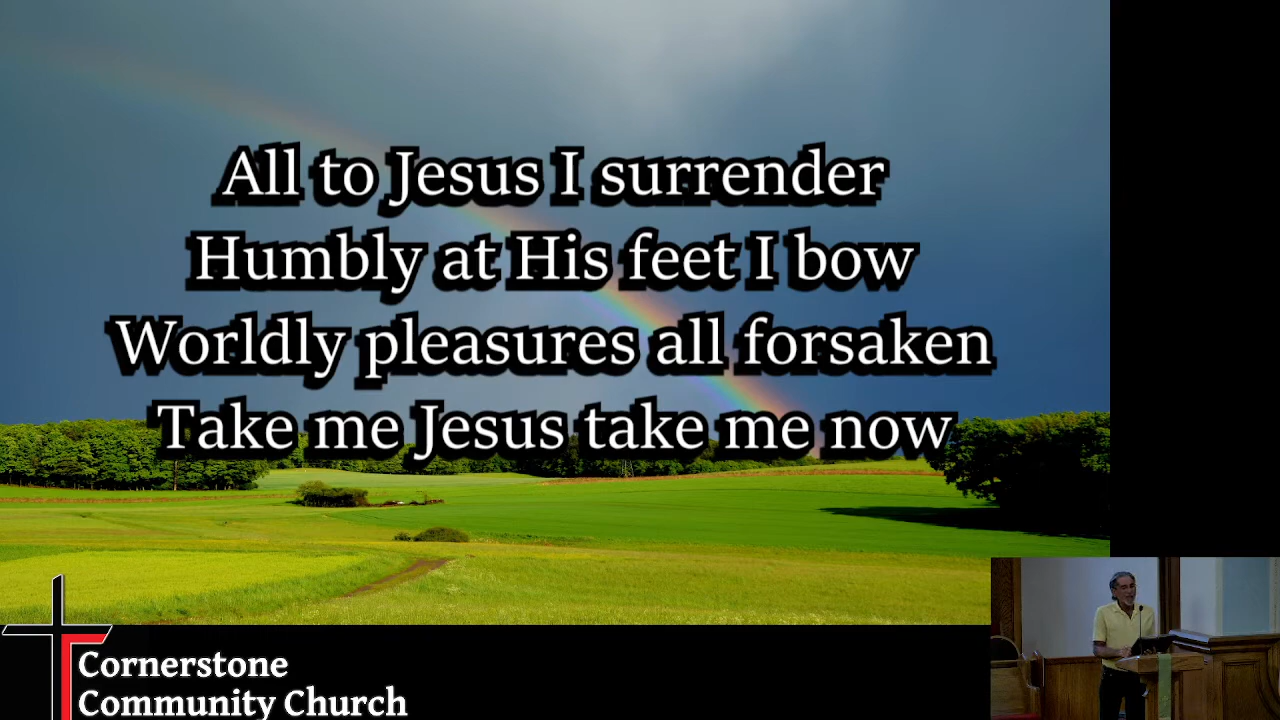 All to Jesus I surrender
Humbly at His feet I bow
Worldly pleasures all forsaken
Take me Jesus take me now
Cornerstone
Community Church